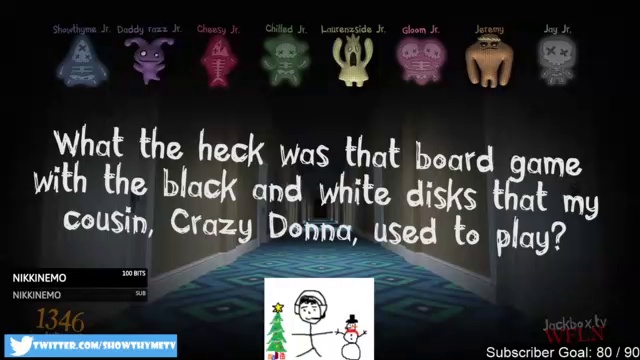 Showthyme Jr. Daddy razz Jr. Cheesy Jr. Chilled Jr. Laurenzside Jr. Gloom Jr. Jeremy Jay Jr.
What the heck was that board game
with the black and white disks that my
cousin, Crazy Donna, used to play?
NIKKINEMO 100 BITS
NIKKINEMO SUB
1346
Jackbox.tv
TWITTER.COM/SHOWTHYMETV
Subscriber Goal: 80 / 90